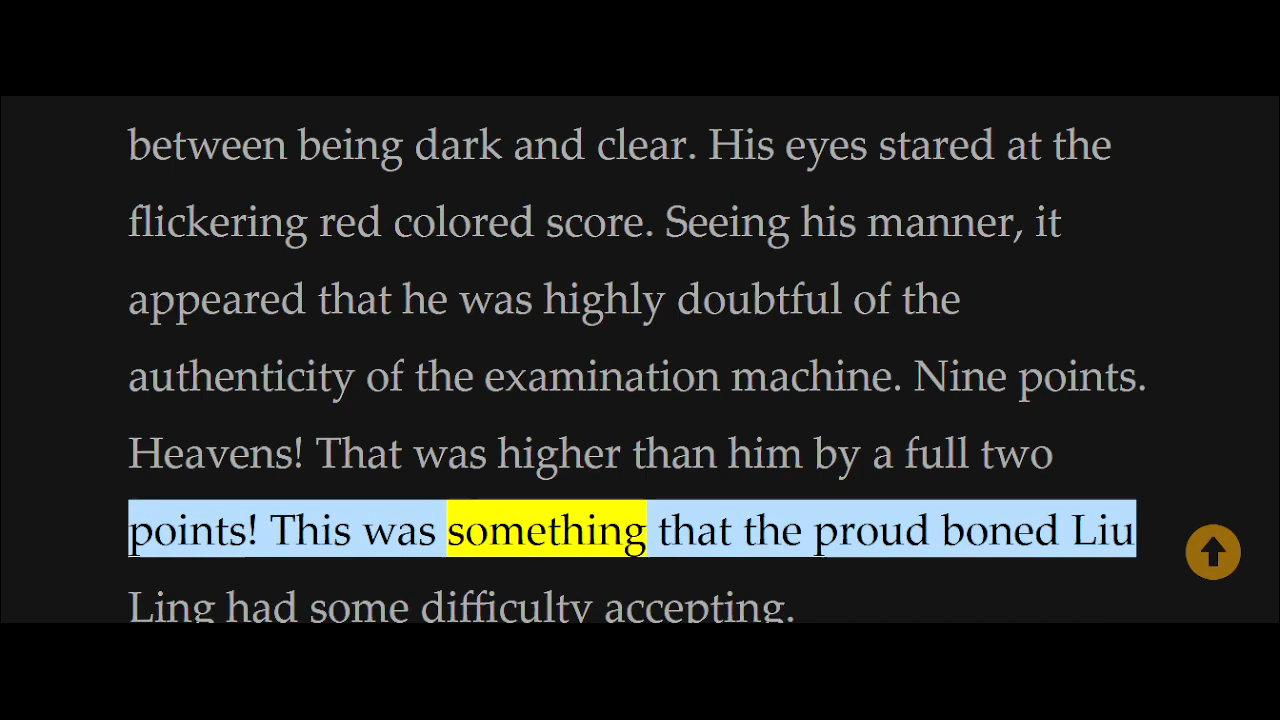 between being dark and clear. His eyes stared at the
flickering red colored score. Seeing his manner, it
appeared that he was highly doubtful of the
authenticity of the examination machine. Nine points.
Heavens! That was higher than him by a full two
points! This was something that the proud boned Liu
Ling had some difficulty accepting.